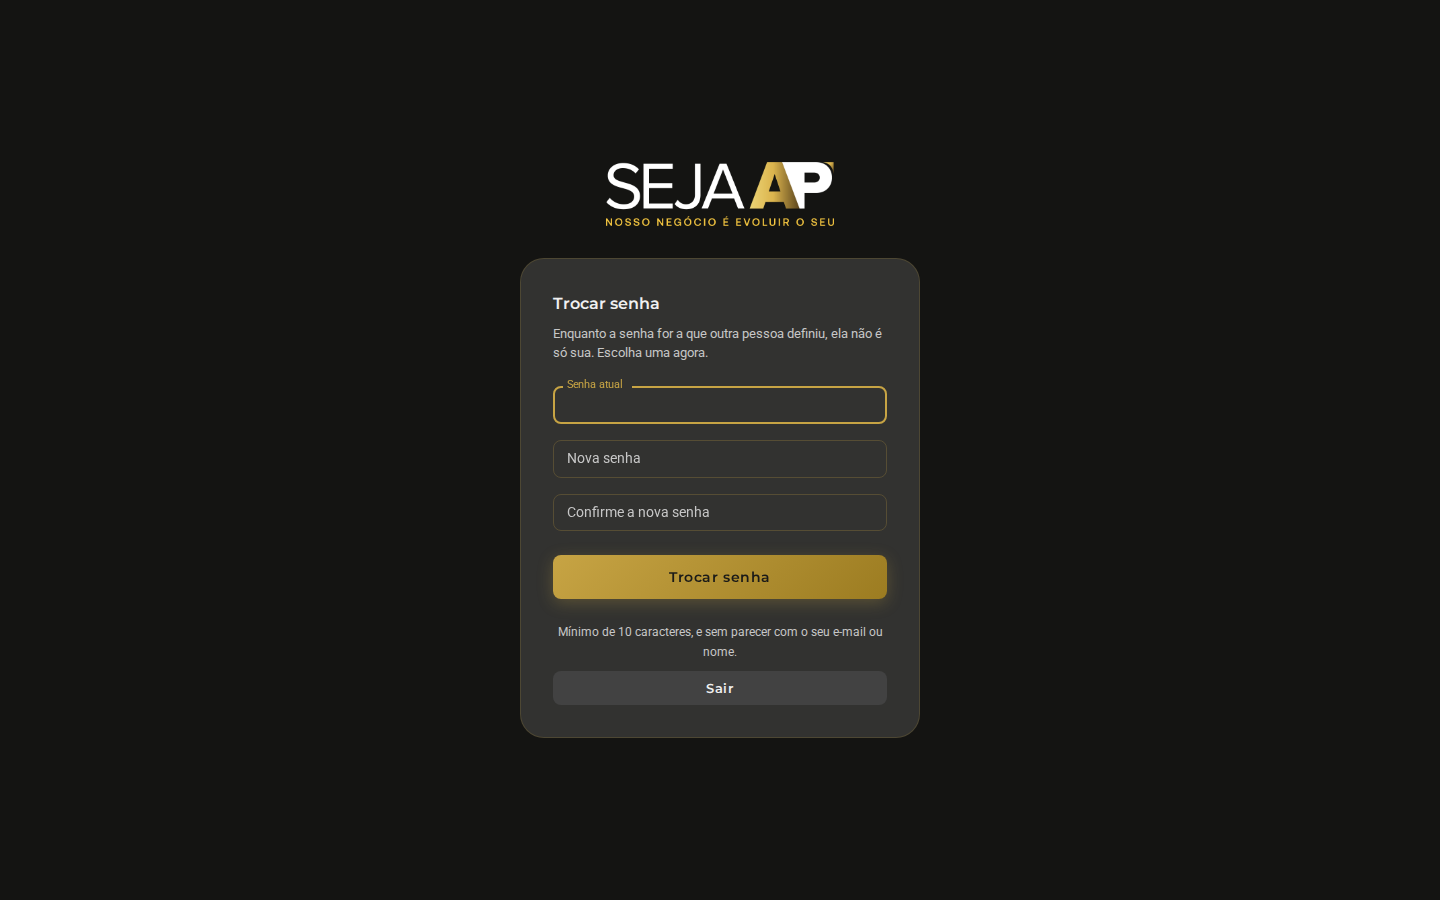 SEJA AP
NOSSO NEGÓCIO É EVOLUIR O SEU
Trocar senha
Enquanto a senha for a que outra pessoa definiu, ela não é
só sua. Escolha uma agora.
Senha atual
Nova senha
Confirme a nova senha
Trocar senha
Mínimo de 10 caracteres, e sem parecer com o seu e-mail ou
nome.
Sair